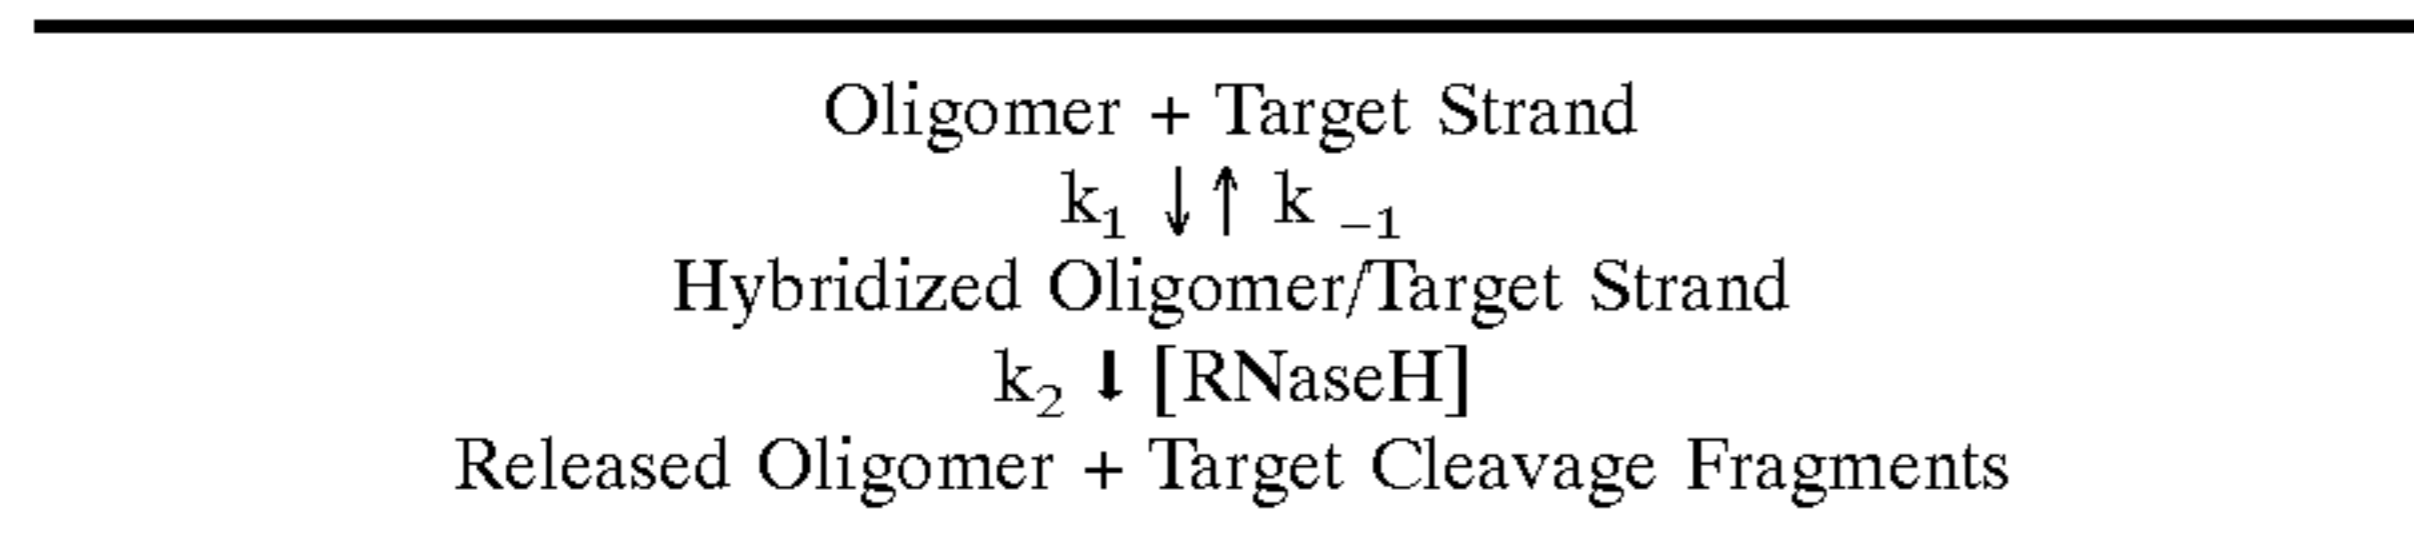 Oligomer + Target Strand
k₁ ↓↑ k ₋₁
Hybridized Oligomer/Target Strand
k₂ ⬇ [RNaseH]
Released Oligomer + Target Cleavage Fragments